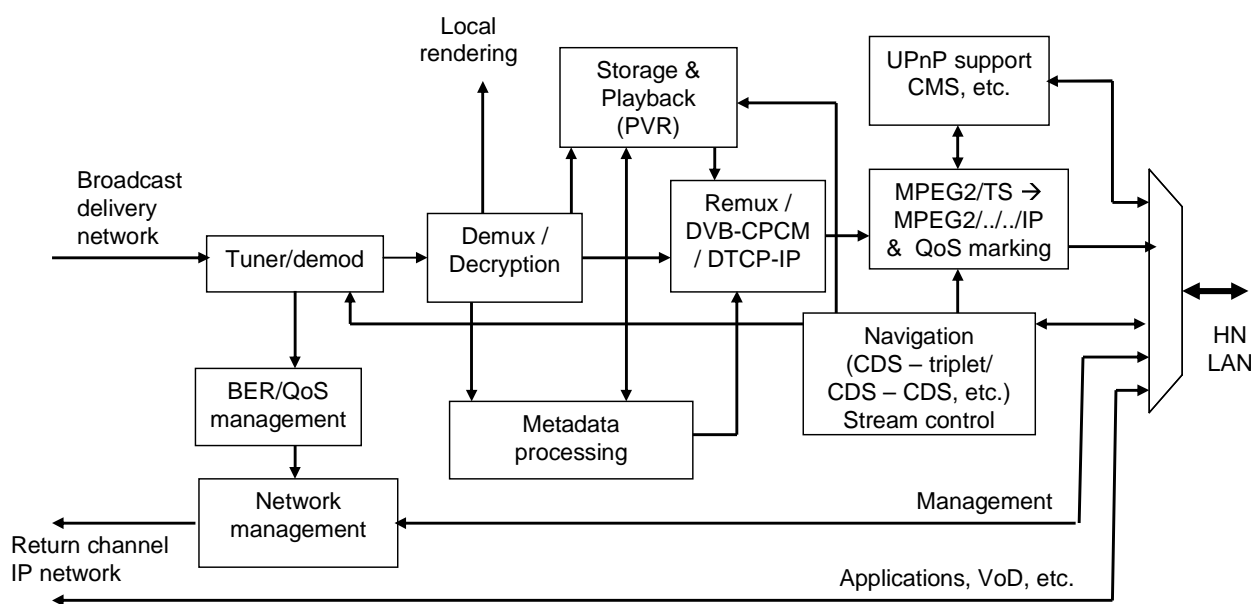 Local
rendering
Storage &
Playback
(PVR)
UPnP support
CMS, etc.
Broadcast
delivery
network
Tuner/demod
Demux /
Decryption
Remux /
DVB-CPCM
/ DTCP-IP
MPEG2/TS →
MPEG2/../../IP
& QoS marking
Navigation
(CDS – triplet/
CDS – CDS, etc.)
Stream control
HN
LAN
BER/QoS
management
Metadata
processing
Network
management
Management
Return channel
IP network
Applications, VoD, etc.